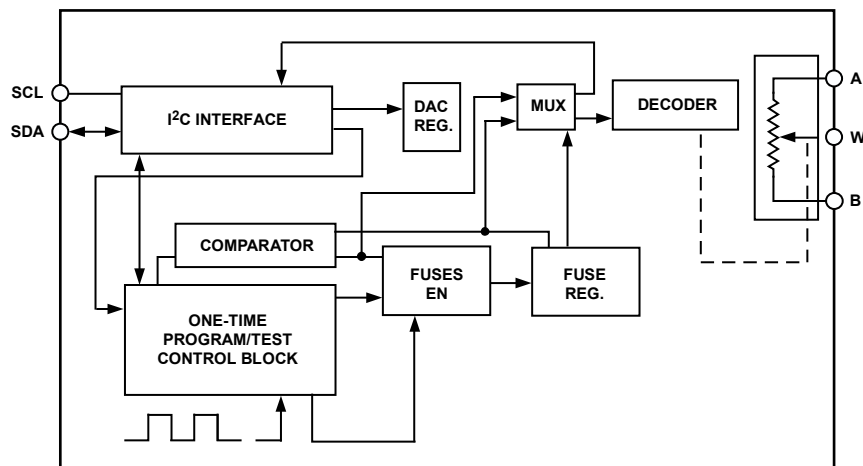 SCL
SDA
I²C INTERFACE
DAC
REG.
MUX
DECODER
A
W
B
COMPARATOR
FUSES
EN
FUSE
REG.
ONE-TIME
PROGRAM/TEST
CONTROL BLOCK